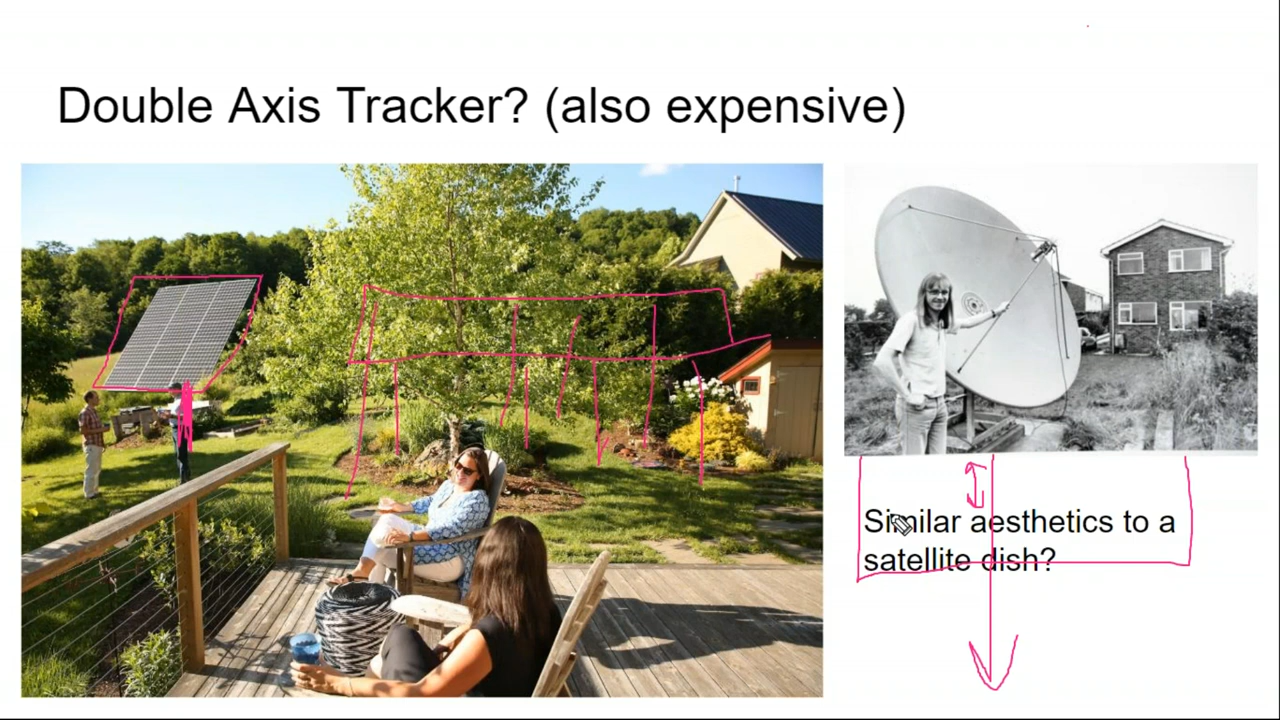 Double Axis Tracker? (also expensive)
Similar aesthetics to a
satellite dish?